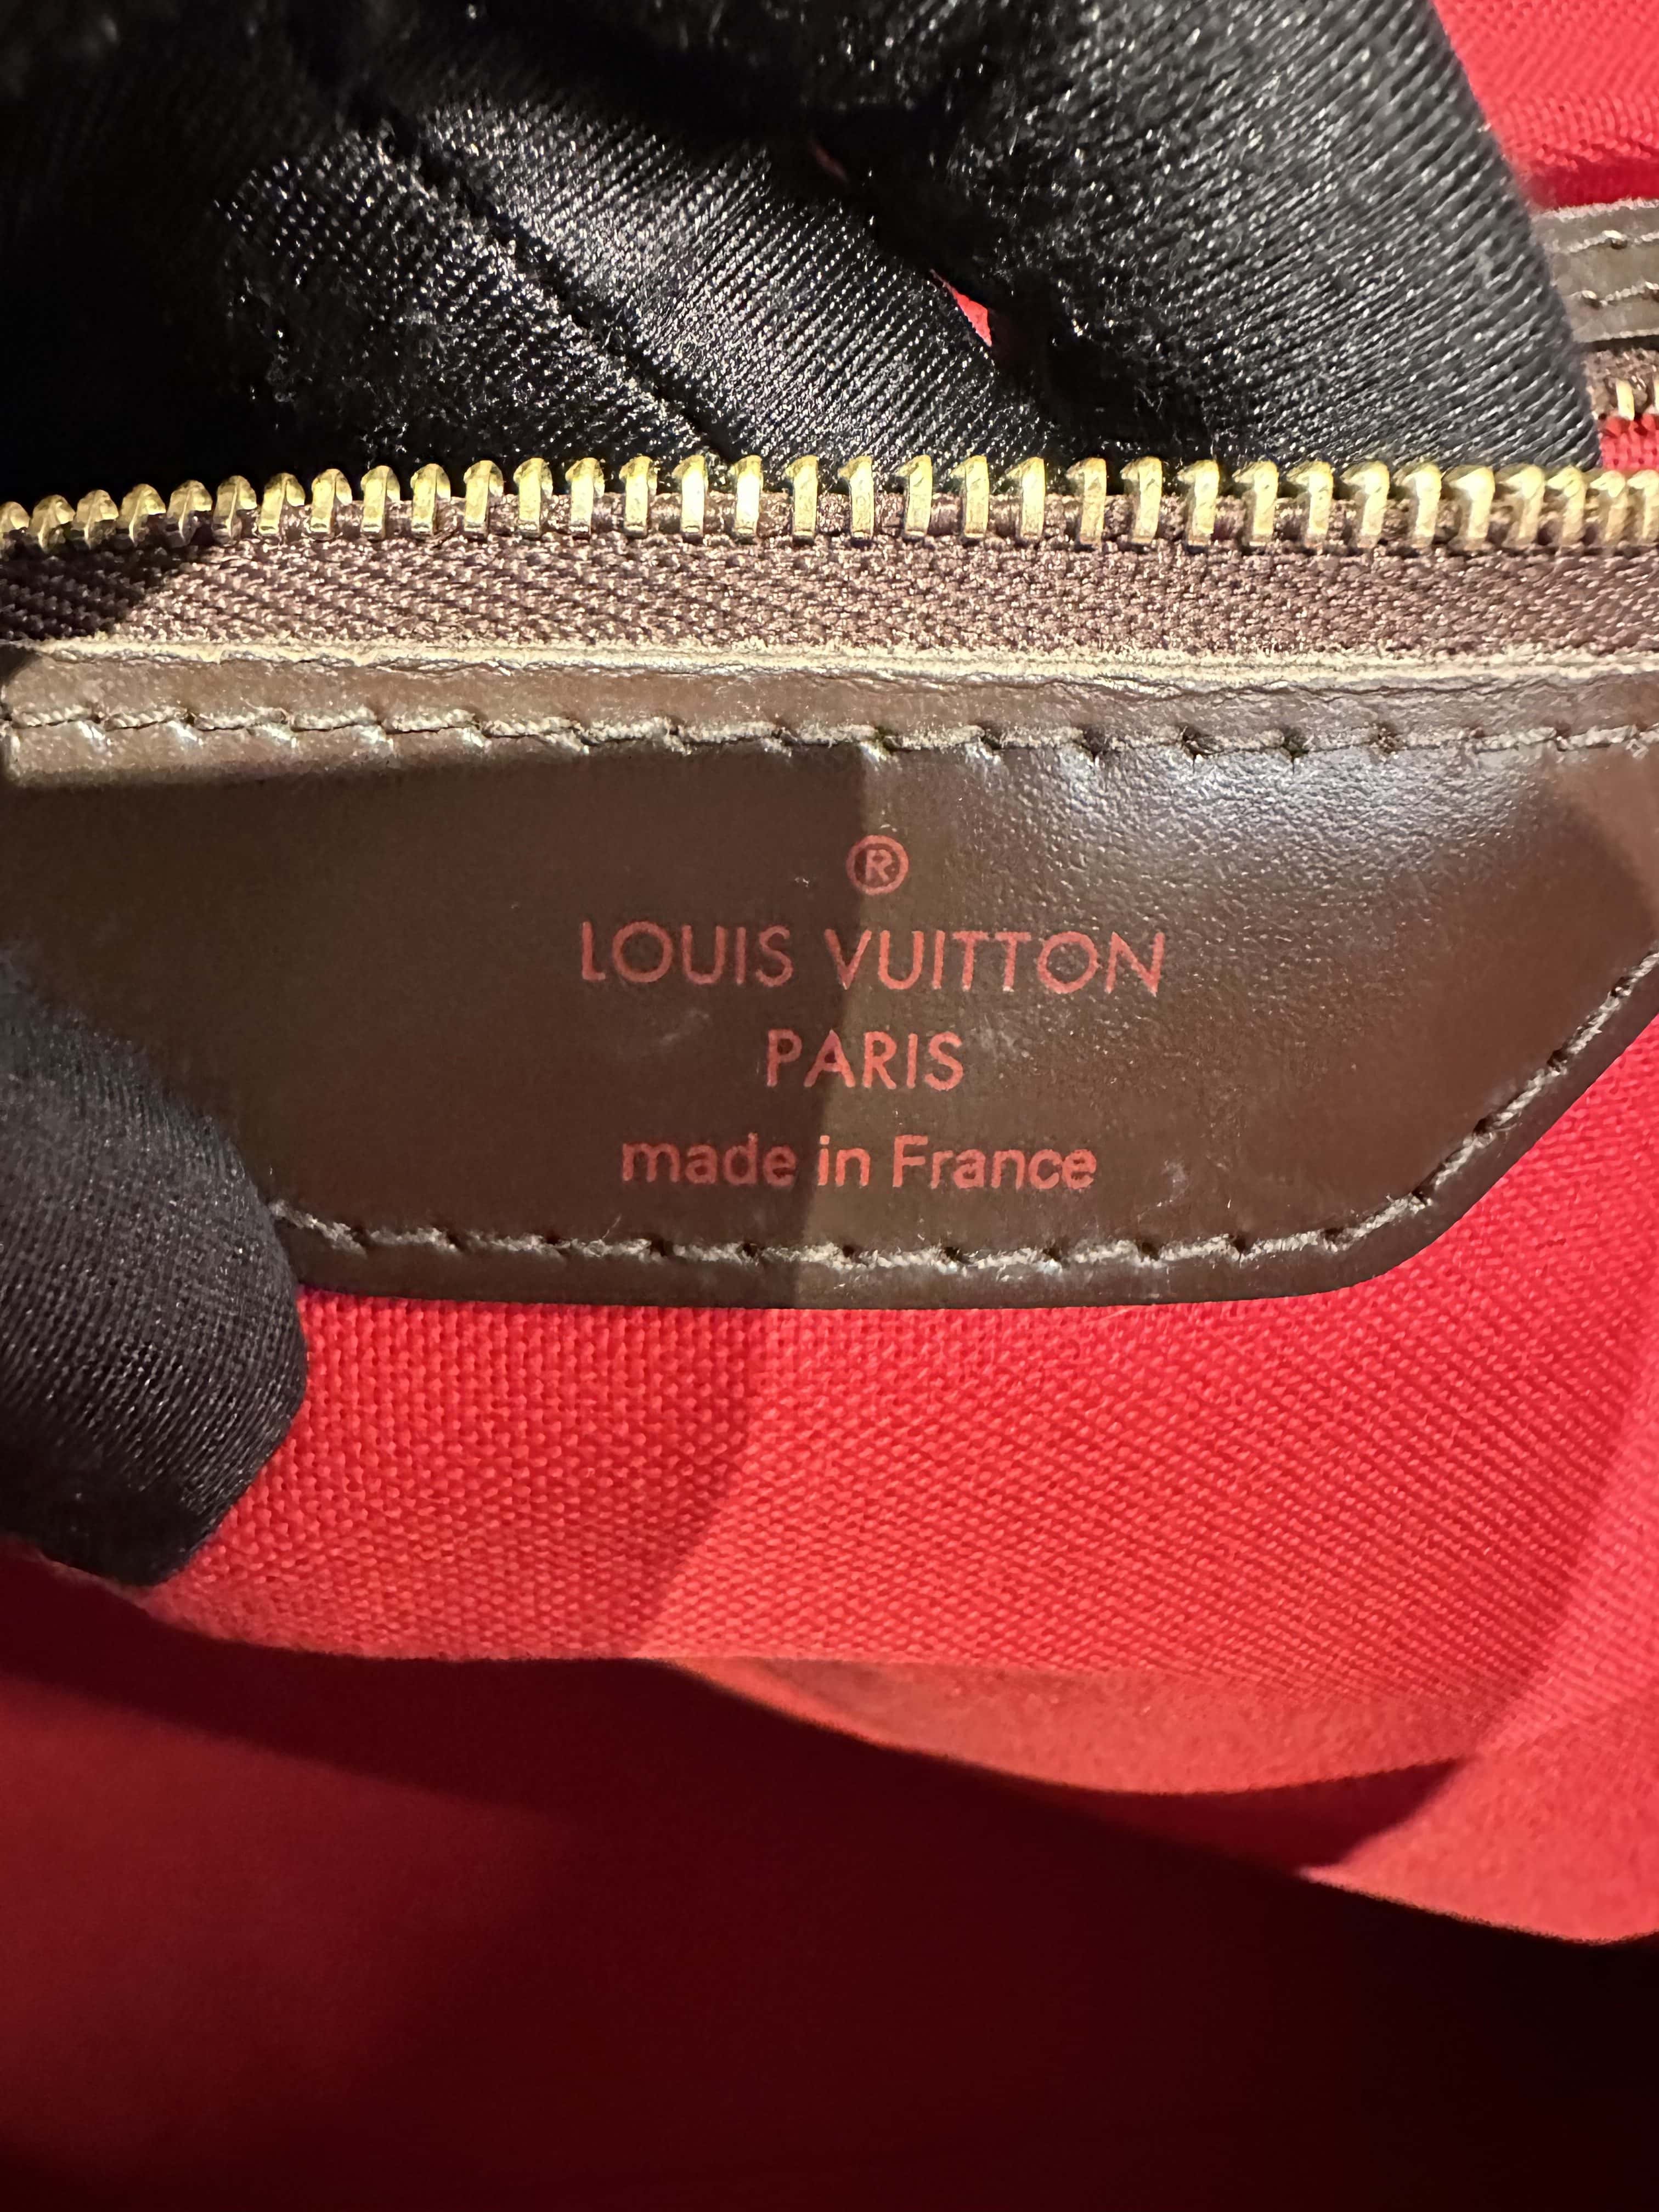 ®
LOUIS VUITTON
PARIS
made in France